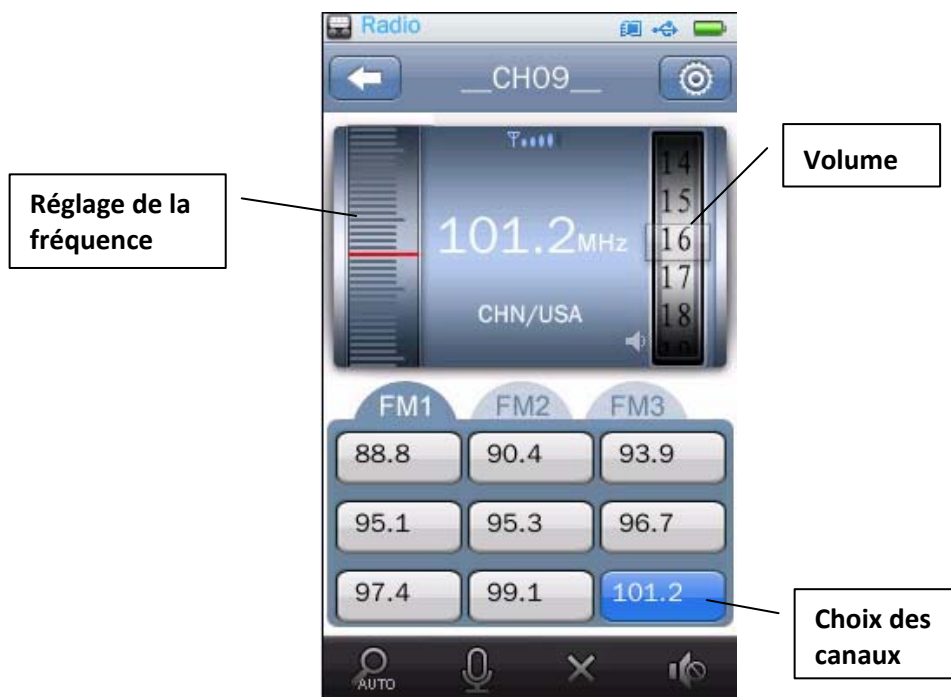 Radio
__CH09__
Réglage de la
fréquence
101.2MHz
CHN/USA
14
15
16
17
18
Volume
FM1 FM2 FM3
88.8 90.4 93.9
95.1 95.3 96.7
97.4 99.1 101.2
Choix des
canaux
AUTO